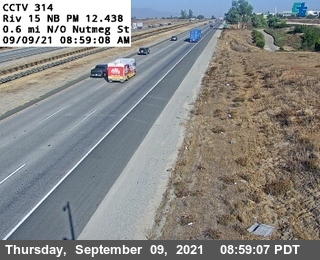 CCTV 314
Riv 15 NB PM 12.438
0.6 mi N/O Nutmeg St
09/09/21 08:59:08 AM
Thursday, September 09, 2021 08:59:07 PDT